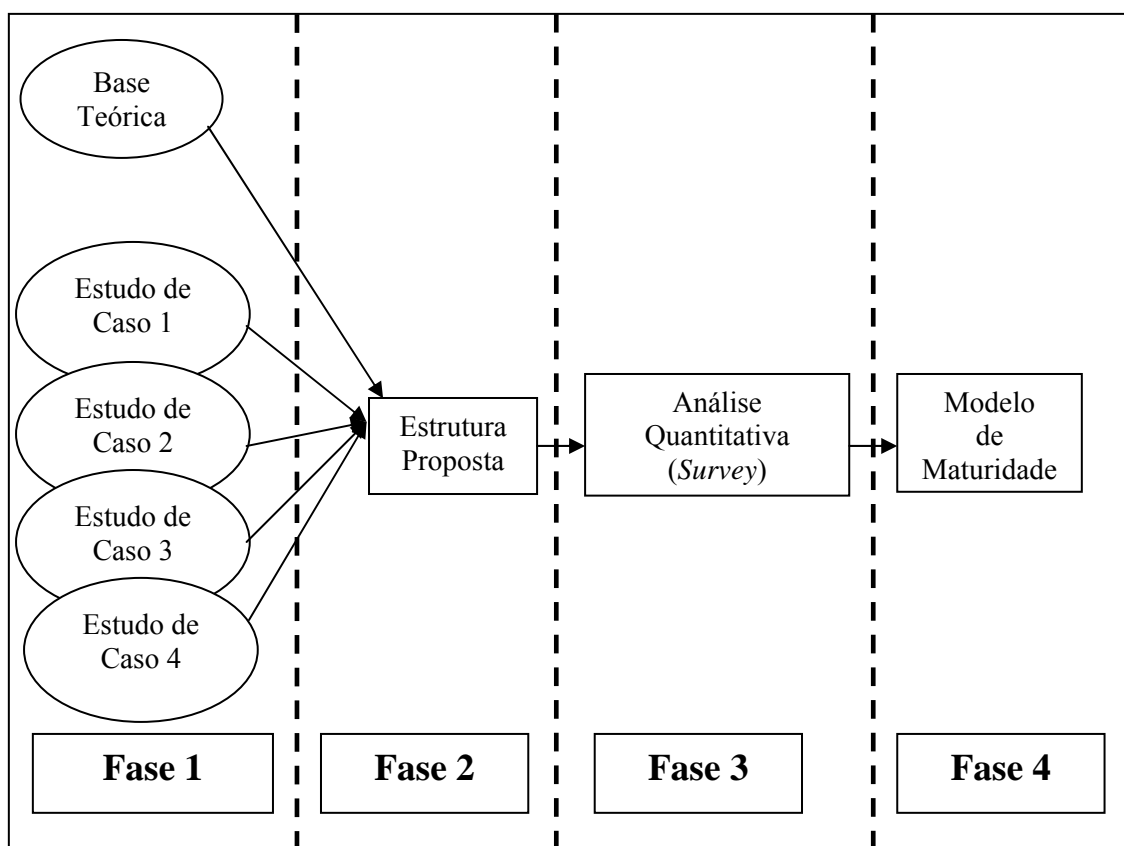 Base
Teórica
Estudo de
Caso 1
Estudo de
Caso 2
Estudo de
Caso 3
Estudo de
Caso 4
Estrutura
Proposta
Análise
Quantitativa
(Survey)
Modelo
de
Maturidade
Fase 1
Fase 2
Fase 3
Fase 4